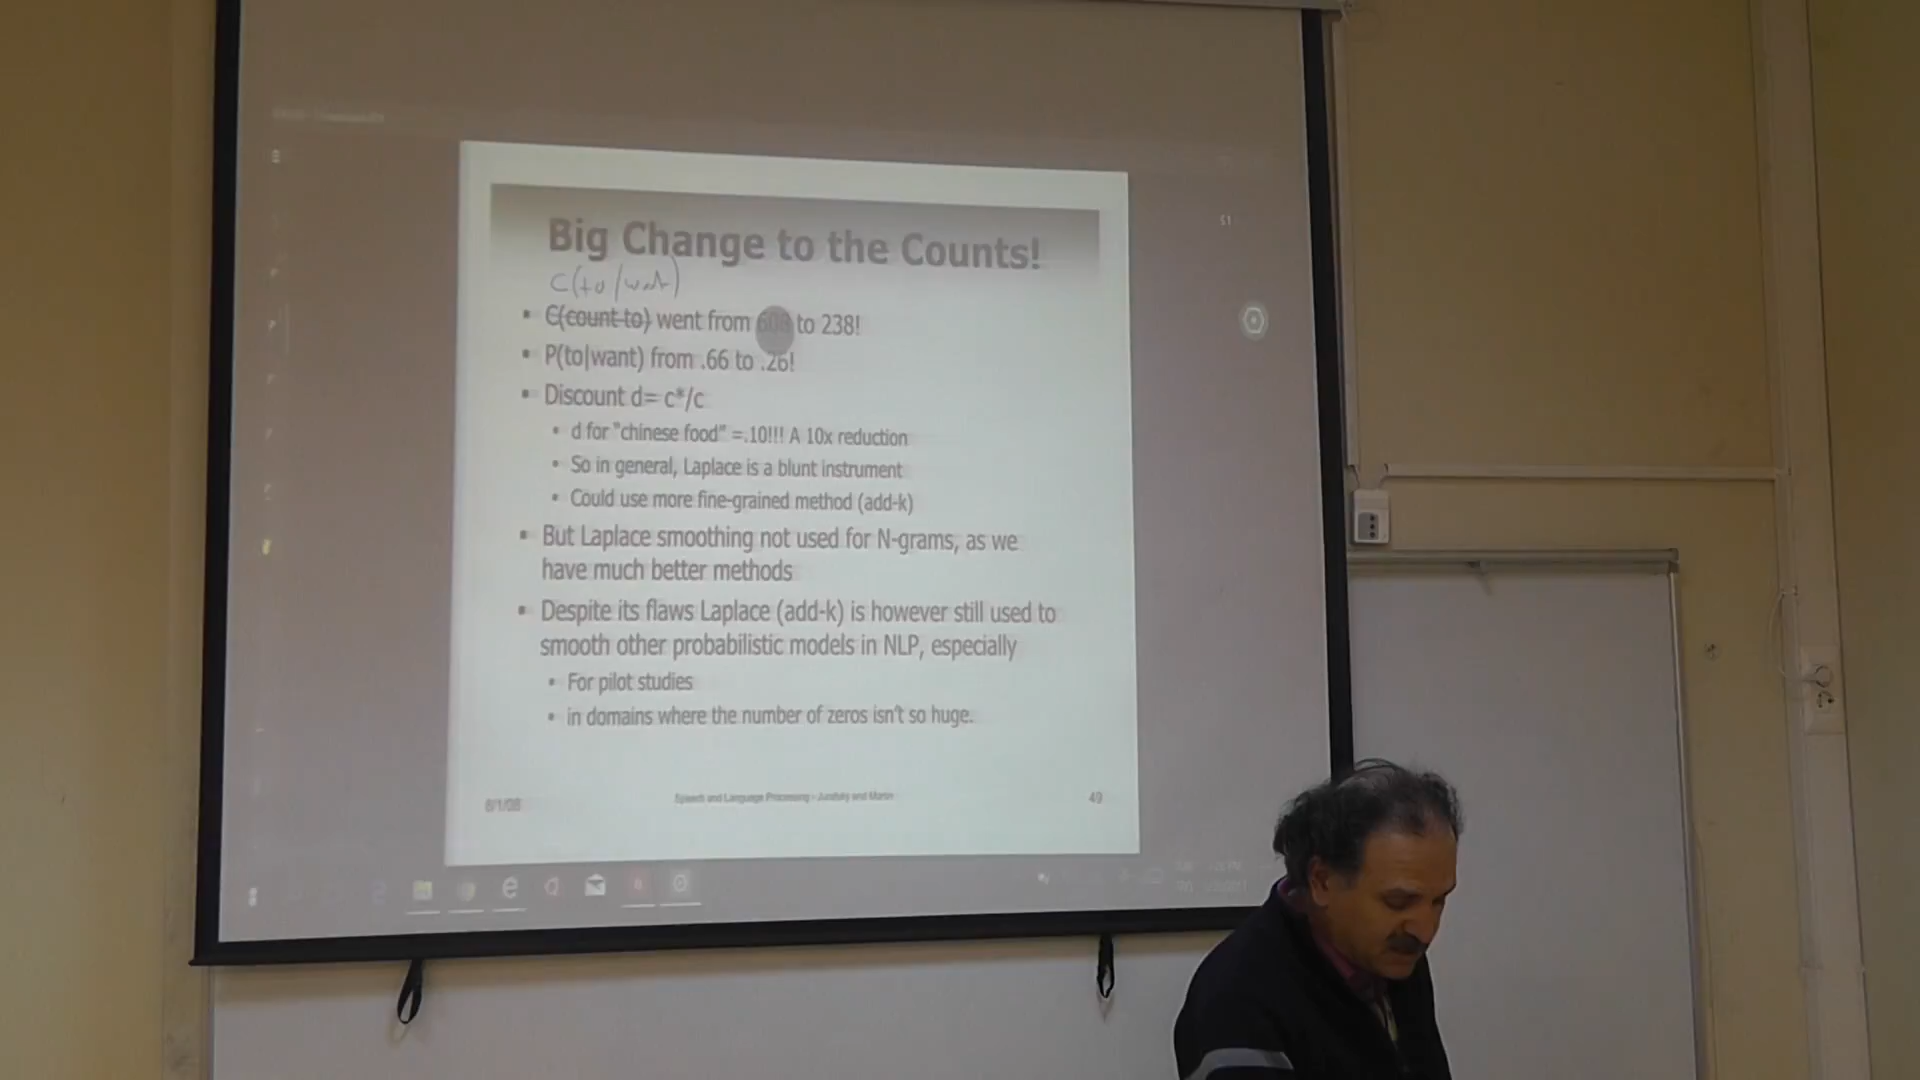 51
Big Change to the Counts!
C(to/want)
▪ C(count to) went from 608 to 238!
▪ P(to|want) from .66 to .26!
▪ Discount d= c*/c
▪ d for "chinese food" =.10!!! A 10x reduction
▪ So in general, Laplace is a blunt instrument
▪ Could use more fine-grained method (add-k)
▪ But Laplace smoothing not used for N-grams, as we
have much better methods
▪ Despite its flaws Laplace (add-k) is however still used to
smooth other probabilistic models in NLP, especially
▪ For pilot studies
▪ in domains where the number of zeros isn't so huge.
6/1/08 Speech and Language Processing - Jurafsky and Martin 49